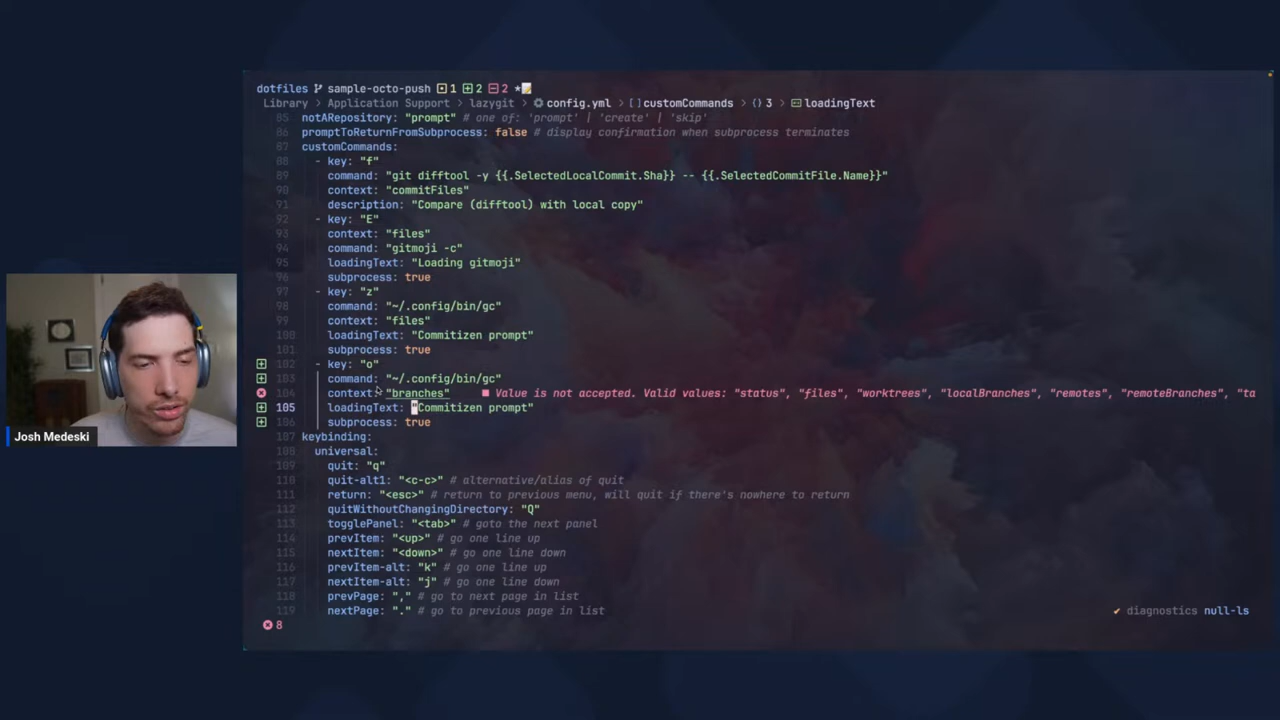 dotfiles sample-octo-push 1 2 2
Library > Application Support > lazygit > config.yml > [] customCommands > {} 3 > loadingText
85 notARepository: "prompt" # one of: 'prompt' | 'create' | 'skip'
86 promptToReturnFromSubprocess: false # display confirmation when subprocess terminates
87 customCommands:
88 - key: "f"
89 command: "git difftool -y {{.SelectedLocalCommit.Sha}} -- {{.SelectedCommitFile.Name}}"
90 context: "commitFiles"
91 description: "Compare (difftool) with local copy"
92 - key: "E"
93 context: "files"
94 command: "gitmoji -c"
95 loadingText: "Loading gitmoji"
96 subprocess: true
97 - key: "z"
98 command: "~/.config/bin/gc"
99 context: "files"
100 loadingText: "Commitizen prompt"
101 subprocess: true
102 - key: "o"
103 command: "~/.config/bin/gc"
104 context: "branches" ■ Value is not accepted. Valid values: "status", "files", "worktrees", "localBranches", "remotes", "remoteBranches", "ta
105 loadingText: "Commitizen prompt"
106 subprocess: true
107 keybinding:
108 universal:
109 quit: "q"
110 quit-alt1: "<c-c>" # alternative/alias of quit
111 return: "<esc>" # return to previous menu, will quit if there's nowhere to return
112 quitWithoutChangingDirectory: "Q"
113 togglePanel: "<tab>" # goto the next panel
114 prevItem: "<up>" # go one line up
115 nextItem: "<down>" # go one line down
116 prevItem-alt: "k" # go one line up
117 nextItem-alt: "j" # go one line down
118 prevPage: "," # go to next page in list
119 nextPage: "." # go to previous page in list
✔ diagnostics null-ls
8
Josh Medeski